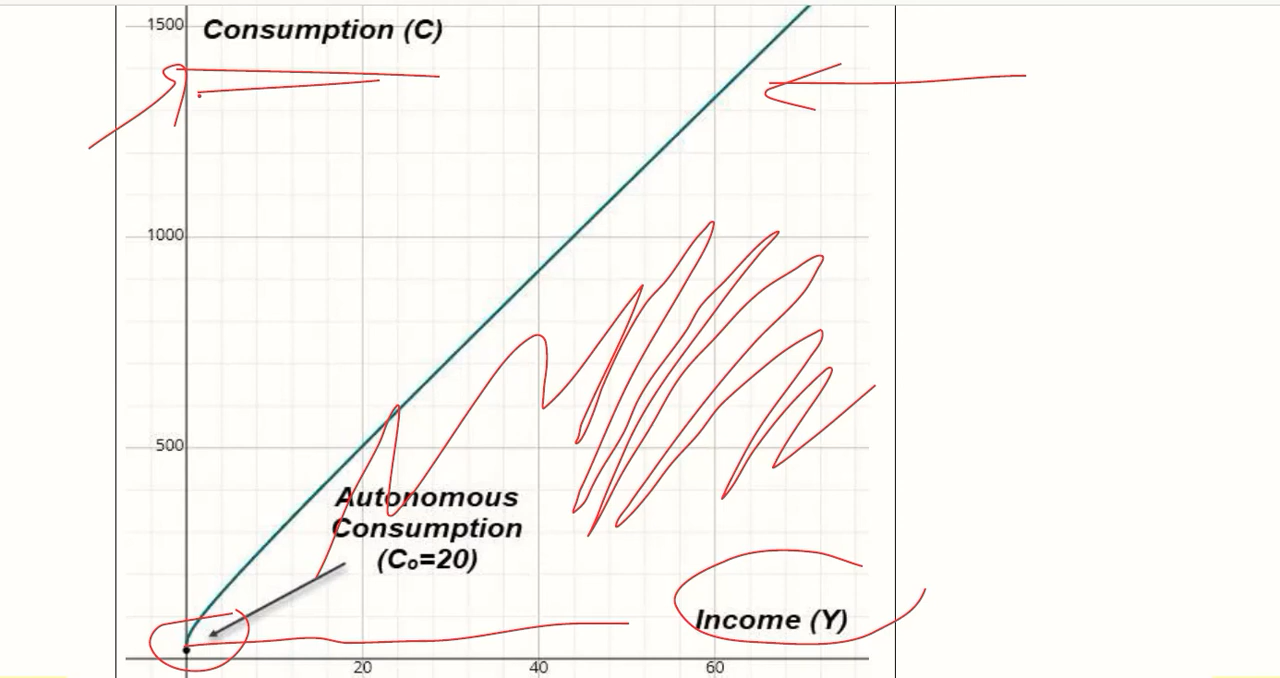 1500
Consumption (C)
1000
500
Autonomous
Consumption
(C₀=20)
Income (Y)
20 40 60